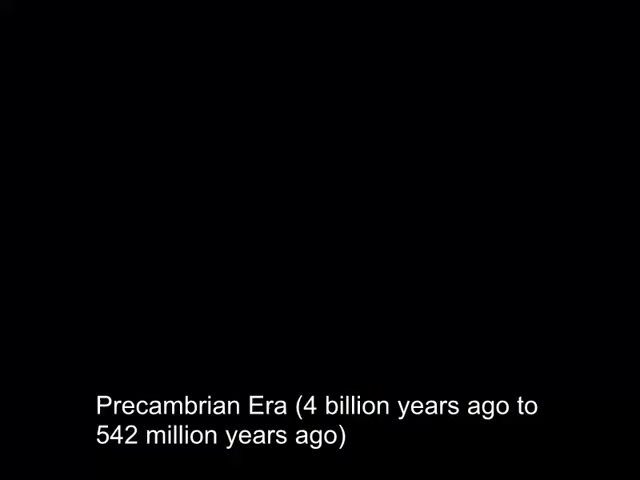 Precambrian Era (4 billion years ago to
542 million years ago)